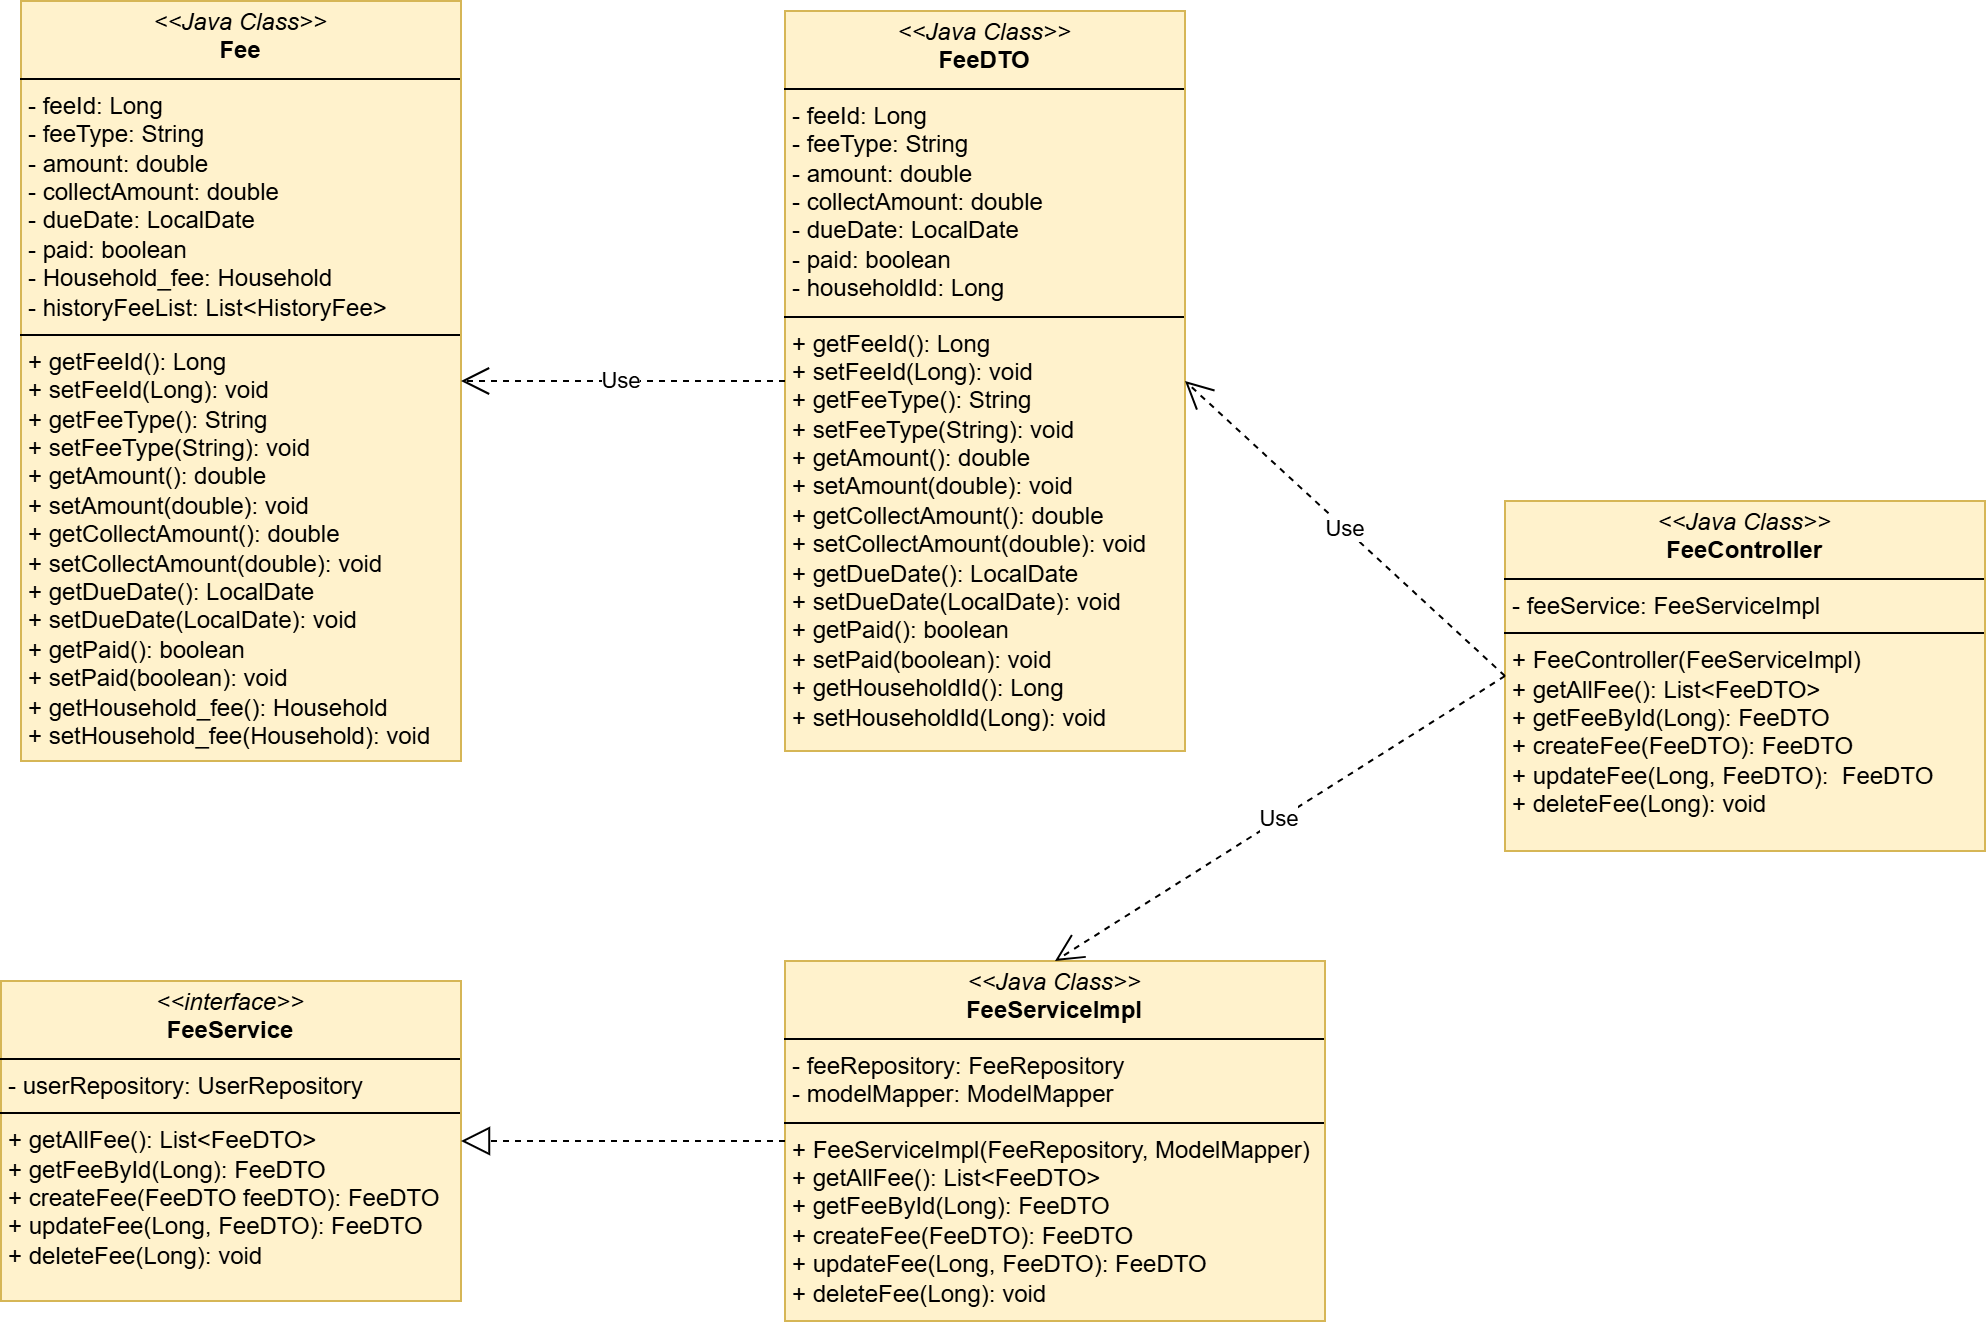 <<Java Class>>
Fee
- feeId: Long
- feeType: String
- amount: double
- collectAmount: double
- dueDate: LocalDate
- paid: boolean
- Household_fee: Household
- historyFeeList: List<HistoryFee>
+ getFeeId(): Long
+ setFeeId(Long): void
+ getFeeType(): String
+ setFeeType(String): void
+ getAmount(): double
+ setAmount(double): void
+ getCollectAmount(): double
+ setCollectAmount(double): void
+ getDueDate(): LocalDate
+ setDueDate(LocalDate): void
+ getPaid(): boolean
+ setPaid(boolean): void
+ getHousehold_fee(): Household
+ setHousehold_fee(Household): void
Use
<<Java Class>>
FeeDTO
- feeId: Long
- feeType: String
- amount: double
- collectAmount: double
- dueDate: LocalDate
- paid: boolean
- householdId: Long
+ getFeeId(): Long
+ setFeeId(Long): void
+ getFeeType(): String
+ setFeeType(String): void
+ getAmount(): double
+ setAmount(double): void
+ getCollectAmount(): double
+ setCollectAmount(double): void
+ getDueDate(): LocalDate
+ setDueDate(LocalDate): void
+ getPaid(): boolean
+ setPaid(boolean): void
+ getHouseholdId(): Long
+ setHouseholdId(Long): void
Use
<<Java Class>>
FeeController
- feeService: FeeServiceImpl
+ FeeController(FeeServiceImpl)
+ getAllFee(): List<FeeDTO>
+ getFeeById(Long): FeeDTO
+ createFee(FeeDTO): FeeDTO
+ updateFee(Long, FeeDTO):  FeeDTO
+ deleteFee(Long): void
Use
<<interface>>
FeeService
- userRepository: UserRepository
+ getAllFee(): List<FeeDTO>
+ getFeeById(Long): FeeDTO
+ createFee(FeeDTO feeDTO): FeeDTO
+ updateFee(Long, FeeDTO): FeeDTO
+ deleteFee(Long): void
<<Java Class>>
FeeServiceImpl
- feeRepository: FeeRepository
- modelMapper: ModelMapper
+ FeeServiceImpl(FeeRepository, ModelMapper)
+ getAllFee(): List<FeeDTO>
+ getFeeById(Long): FeeDTO
+ createFee(FeeDTO): FeeDTO
+ updateFee(Long, FeeDTO): FeeDTO
+ deleteFee(Long): void